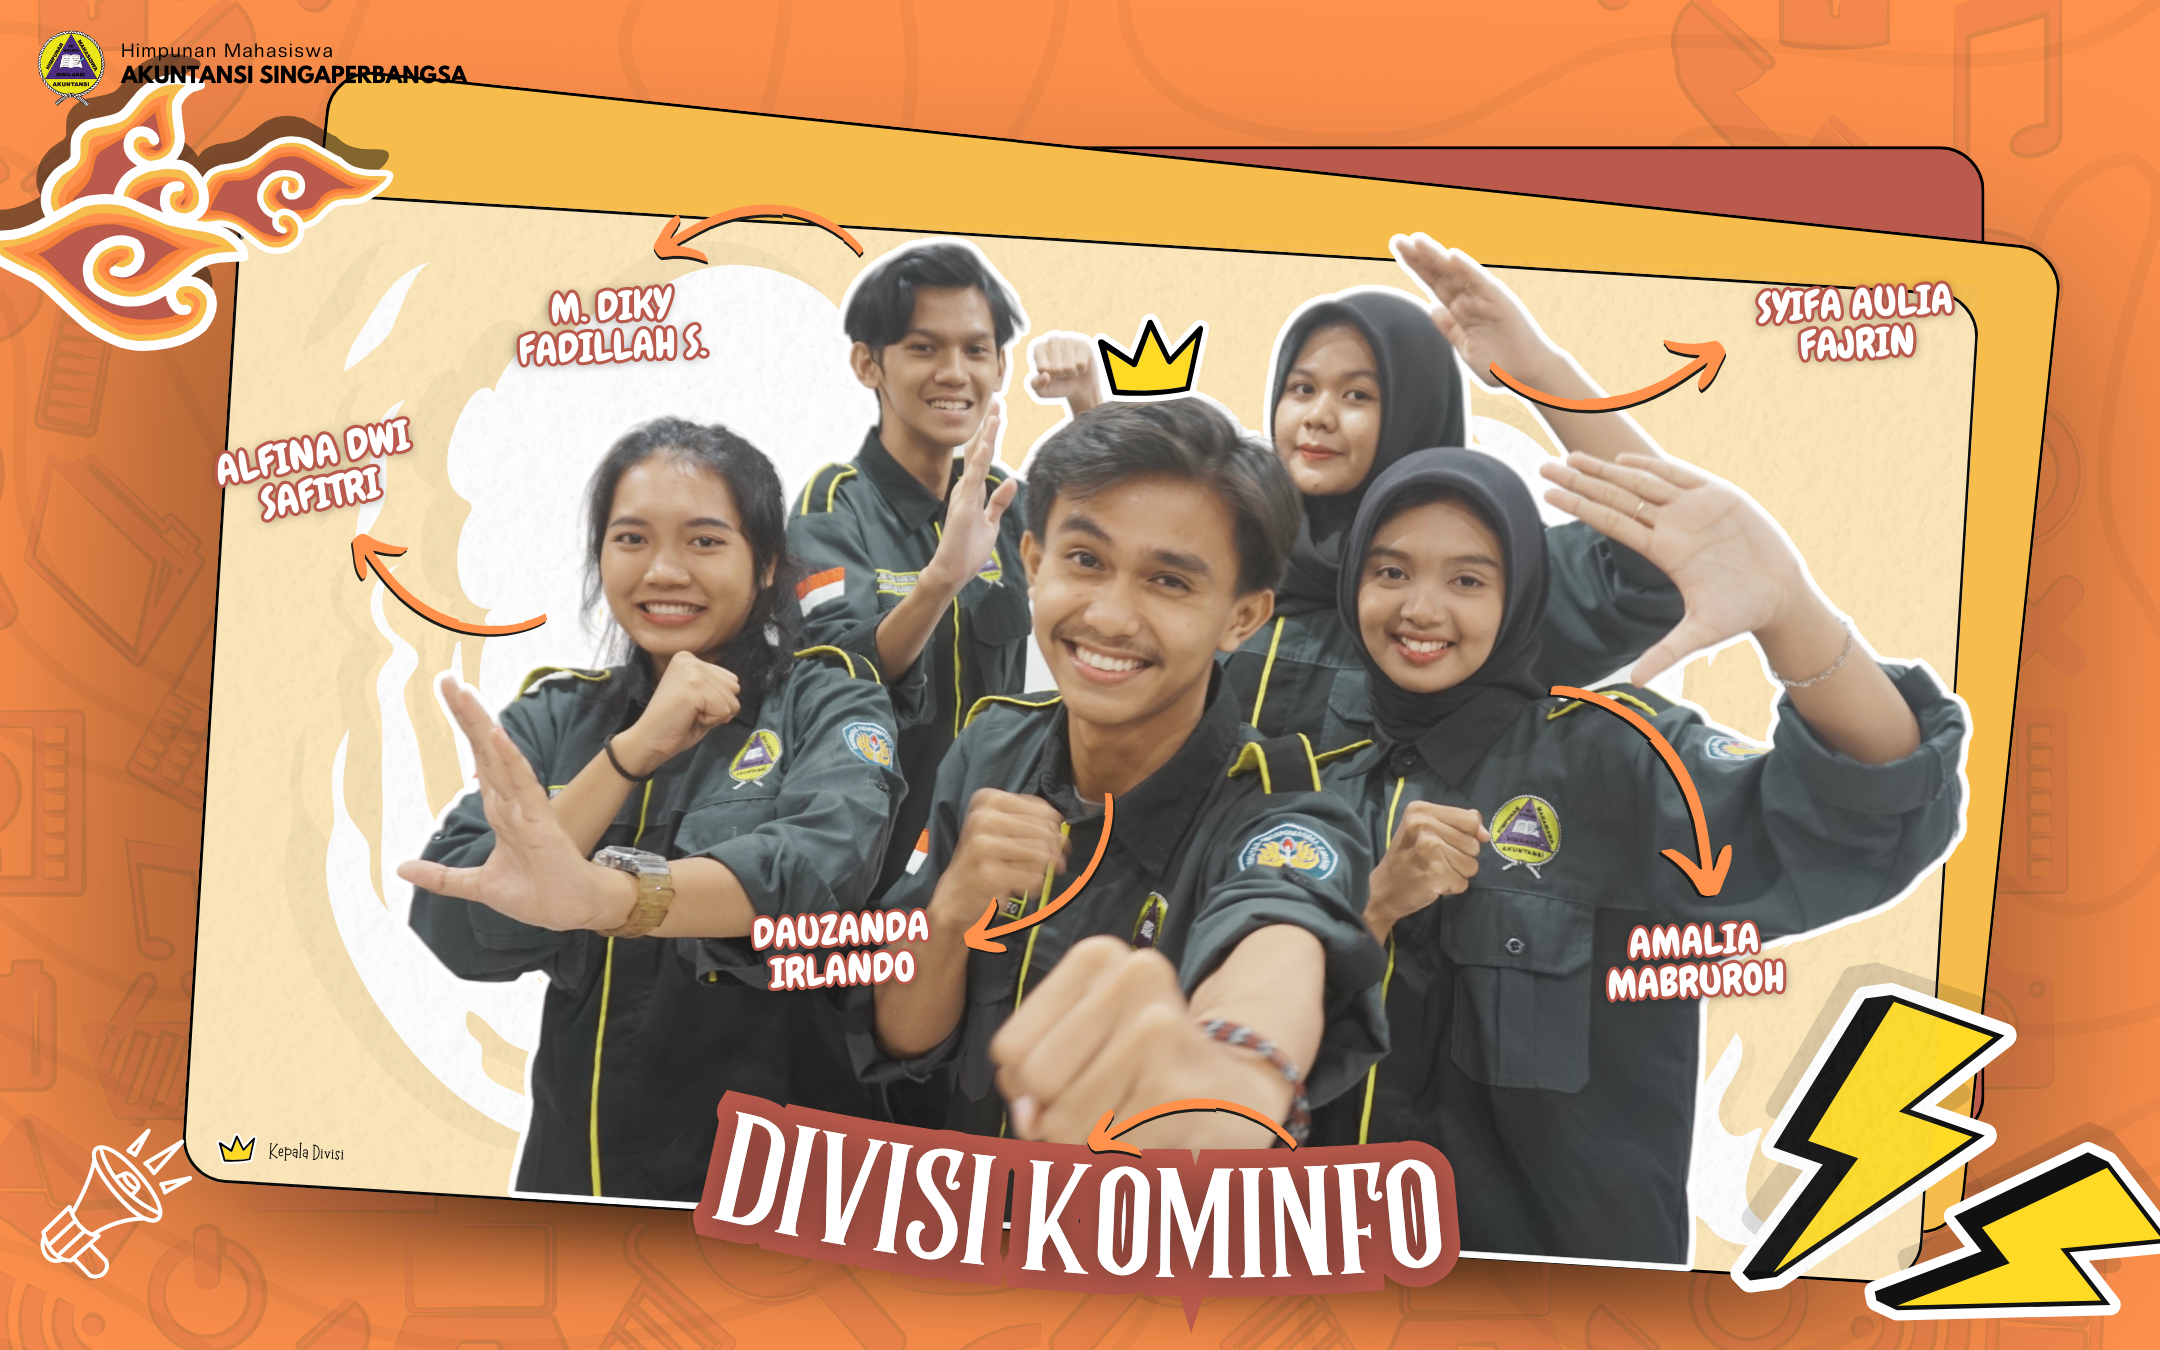 Himpunan Mahasiswa
AKUNTANSI SINGAPERBANGSA
M. DIKY
FADILLAH S.
SYIFA AULIA
FAJRIN
ALFINA DWI
SAFITRI
DAUZANDA
IRLANDO
AMALIA
MABRUROH
Kepala Divisi
DIVISI KOMINFO